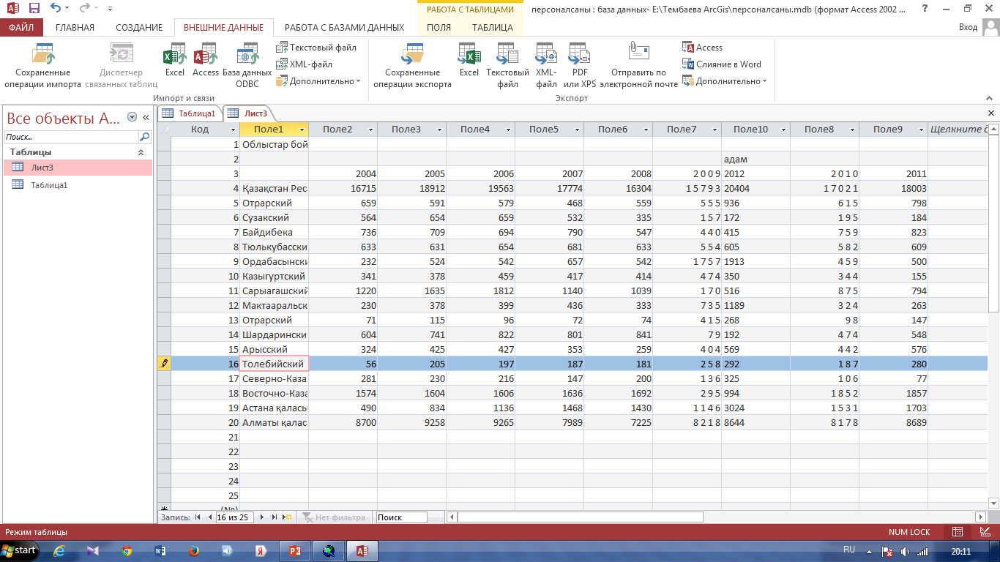 РАБОТА С ТАБЛИЦАМИ
персоналсаны : база данных- E:\Тембаева ArcGis\персоналсаны.mdb (формат Access 2002 ...
ФАЙЛ ГЛАВНАЯ СОЗДАНИЕ ВНЕШНИЕ ДАННЫЕ РАБОТА С БАЗАМИ ДАННЫХ ПОЛЯ ТАБЛИЦА Вход
Сохраненные операции импорта
Диспетчер связанных таблиц
Excel
Access
База данных ODBC
Текстовый файл
XML-файл
Дополнительно
Импорт и связи
Сохраненные операции экспорта
Excel
Текстовый файл
XML-файл
PDF или XPS
Отправить по электронной почте
Access
Слияние в Word
Дополнительно
Экспорт
Все объекты A...
Поиск...
Таблицы
Лист3
Таблица1
Таблица1 Лист3
Код Поле1 Поле2 Поле3 Поле4 Поле5 Поле6 Поле7 Поле10 Поле8 Поле9 Щелкните д
1 Облыстар бой
2 адам
3 2004 2005 2006 2007 2008 2 0 0 9 2012 2 0 1 0 2011
4 Қазақстан Рес 16715 18912 19563 17774 16304 1 5 7 9 3 20404 1 7 0 2 1 18003
5 Отрарский 659 591 579 468 559 5 5 5 936 6 1 5 798
6 Сузакский 564 654 659 532 335 1 5 7 172 1 9 5 184
7 Байдибека 736 709 694 790 547 4 4 0 415 7 5 9 823
8 Тюлькубасски 633 631 654 681 633 5 5 4 605 5 8 2 609
9 Ордабасынски 232 524 542 657 542 1 7 5 7 1913 4 5 9 500
10 Казыгуртский 341 378 459 417 414 4 7 4 350 3 4 4 155
11 Сарыагашский 1220 1635 1812 1140 1039 1 7 0 516 8 7 5 794
12 Мактааральск 230 378 399 436 333 7 3 5 1189 3 2 4 263
13 Отрарский 71 115 96 72 74 4 1 5 268 9 8 147
14 Шардарински 604 741 822 801 841 7 9 192 4 7 4 548
15 Арысский 324 425 427 353 259 4 0 4 569 4 4 2 576
16 Толебийский 56 205 197 187 181 2 5 8 292 1 8 7 280
17 Северно-Каза 281 230 216 147 200 1 3 6 325 1 0 6 77
18 Восточно-Каза 1574 1604 1606 1636 1692 2 9 5 994 1 8 5 2 1857
19 Астана қаласы 490 834 1136 1468 1430 1 1 4 6 3024 1 5 3 1 1703
20 Алматы қалас 8700 9258 9265 7989 7225 8 2 1 8 8644 8 1 7 8 8689
21
22
23
24
25
(№)
Запись: 16 из 25 Нет фильтра Поиск
Режим таблицы NUM LOCK
start RU 20:11